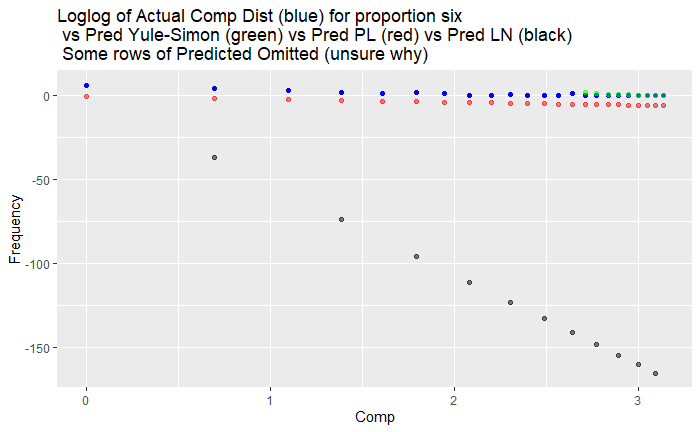 Loglog of Actual Comp Dist (blue) for proportion six
vs Pred Yule-Simon (green) vs Pred PL (red) vs Pred LN (black)
Some rows of Predicted Omitted (unsure why)
Frequency
0
-50
-100
-150
0 1 2 3
Comp